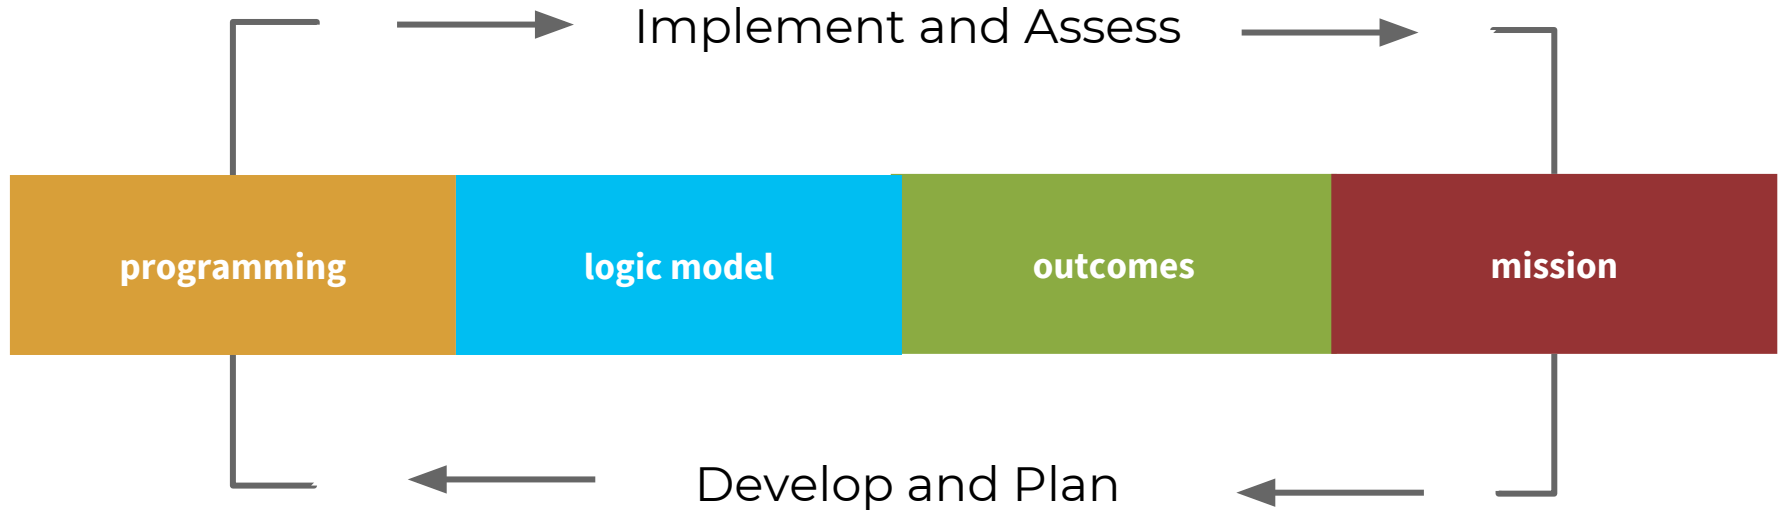 Implement and Assess
programming
logic model
outcomes
mission
Develop and Plan